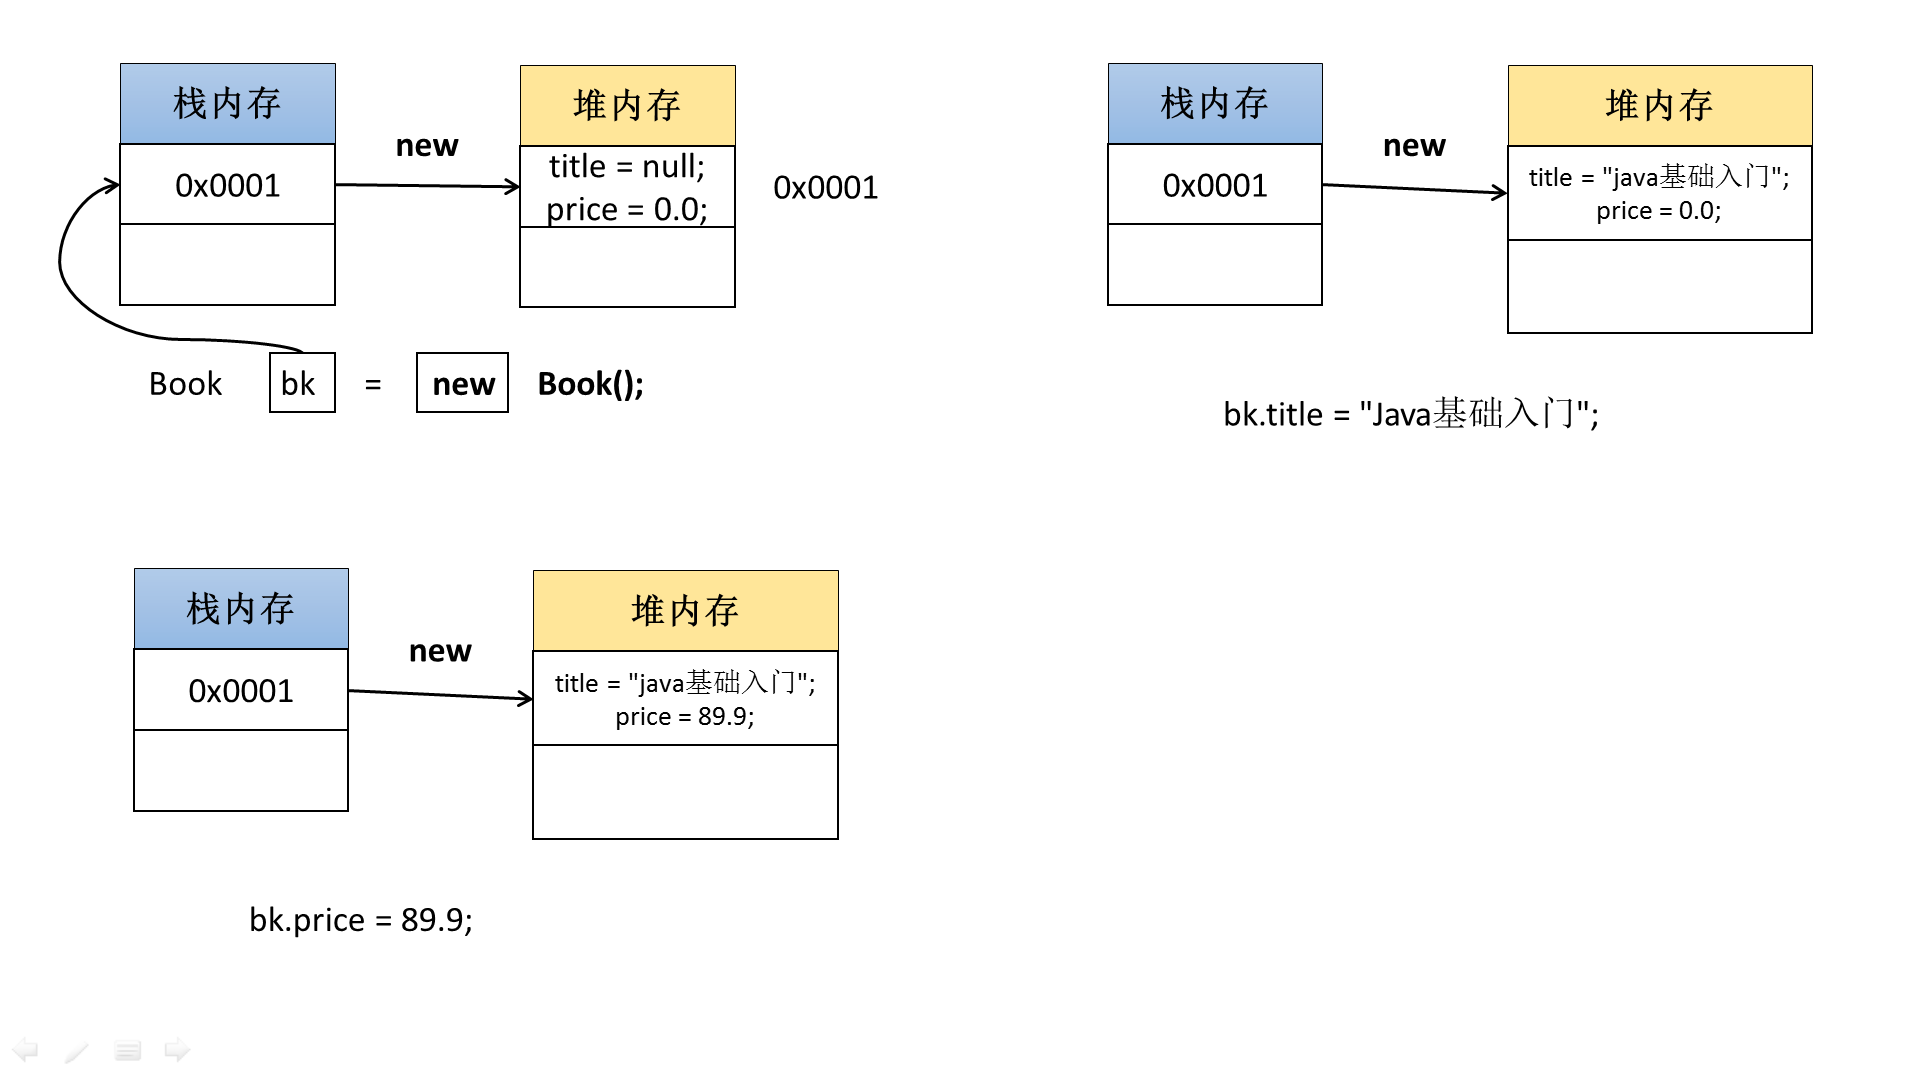 栈内存
堆内存
new
0x0001
title = null;
price = 0.0;
0x0001
Book bk = new Book();
栈内存
堆内存
new
0x0001
title = "java基础入门";
price = 0.0;
bk.title = "Java基础入门";
栈内存
堆内存
new
0x0001
title = "java基础入门";
price = 89.9;
bk.price = 89.9;